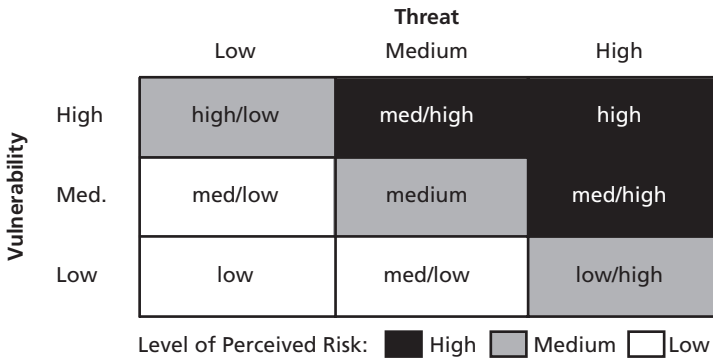 Threat
Low Medium High
Vulnerability
High high/low med/high high
Med. med/low medium med/high
Low low med/low low/high
Level of Perceived Risk: High Medium Low